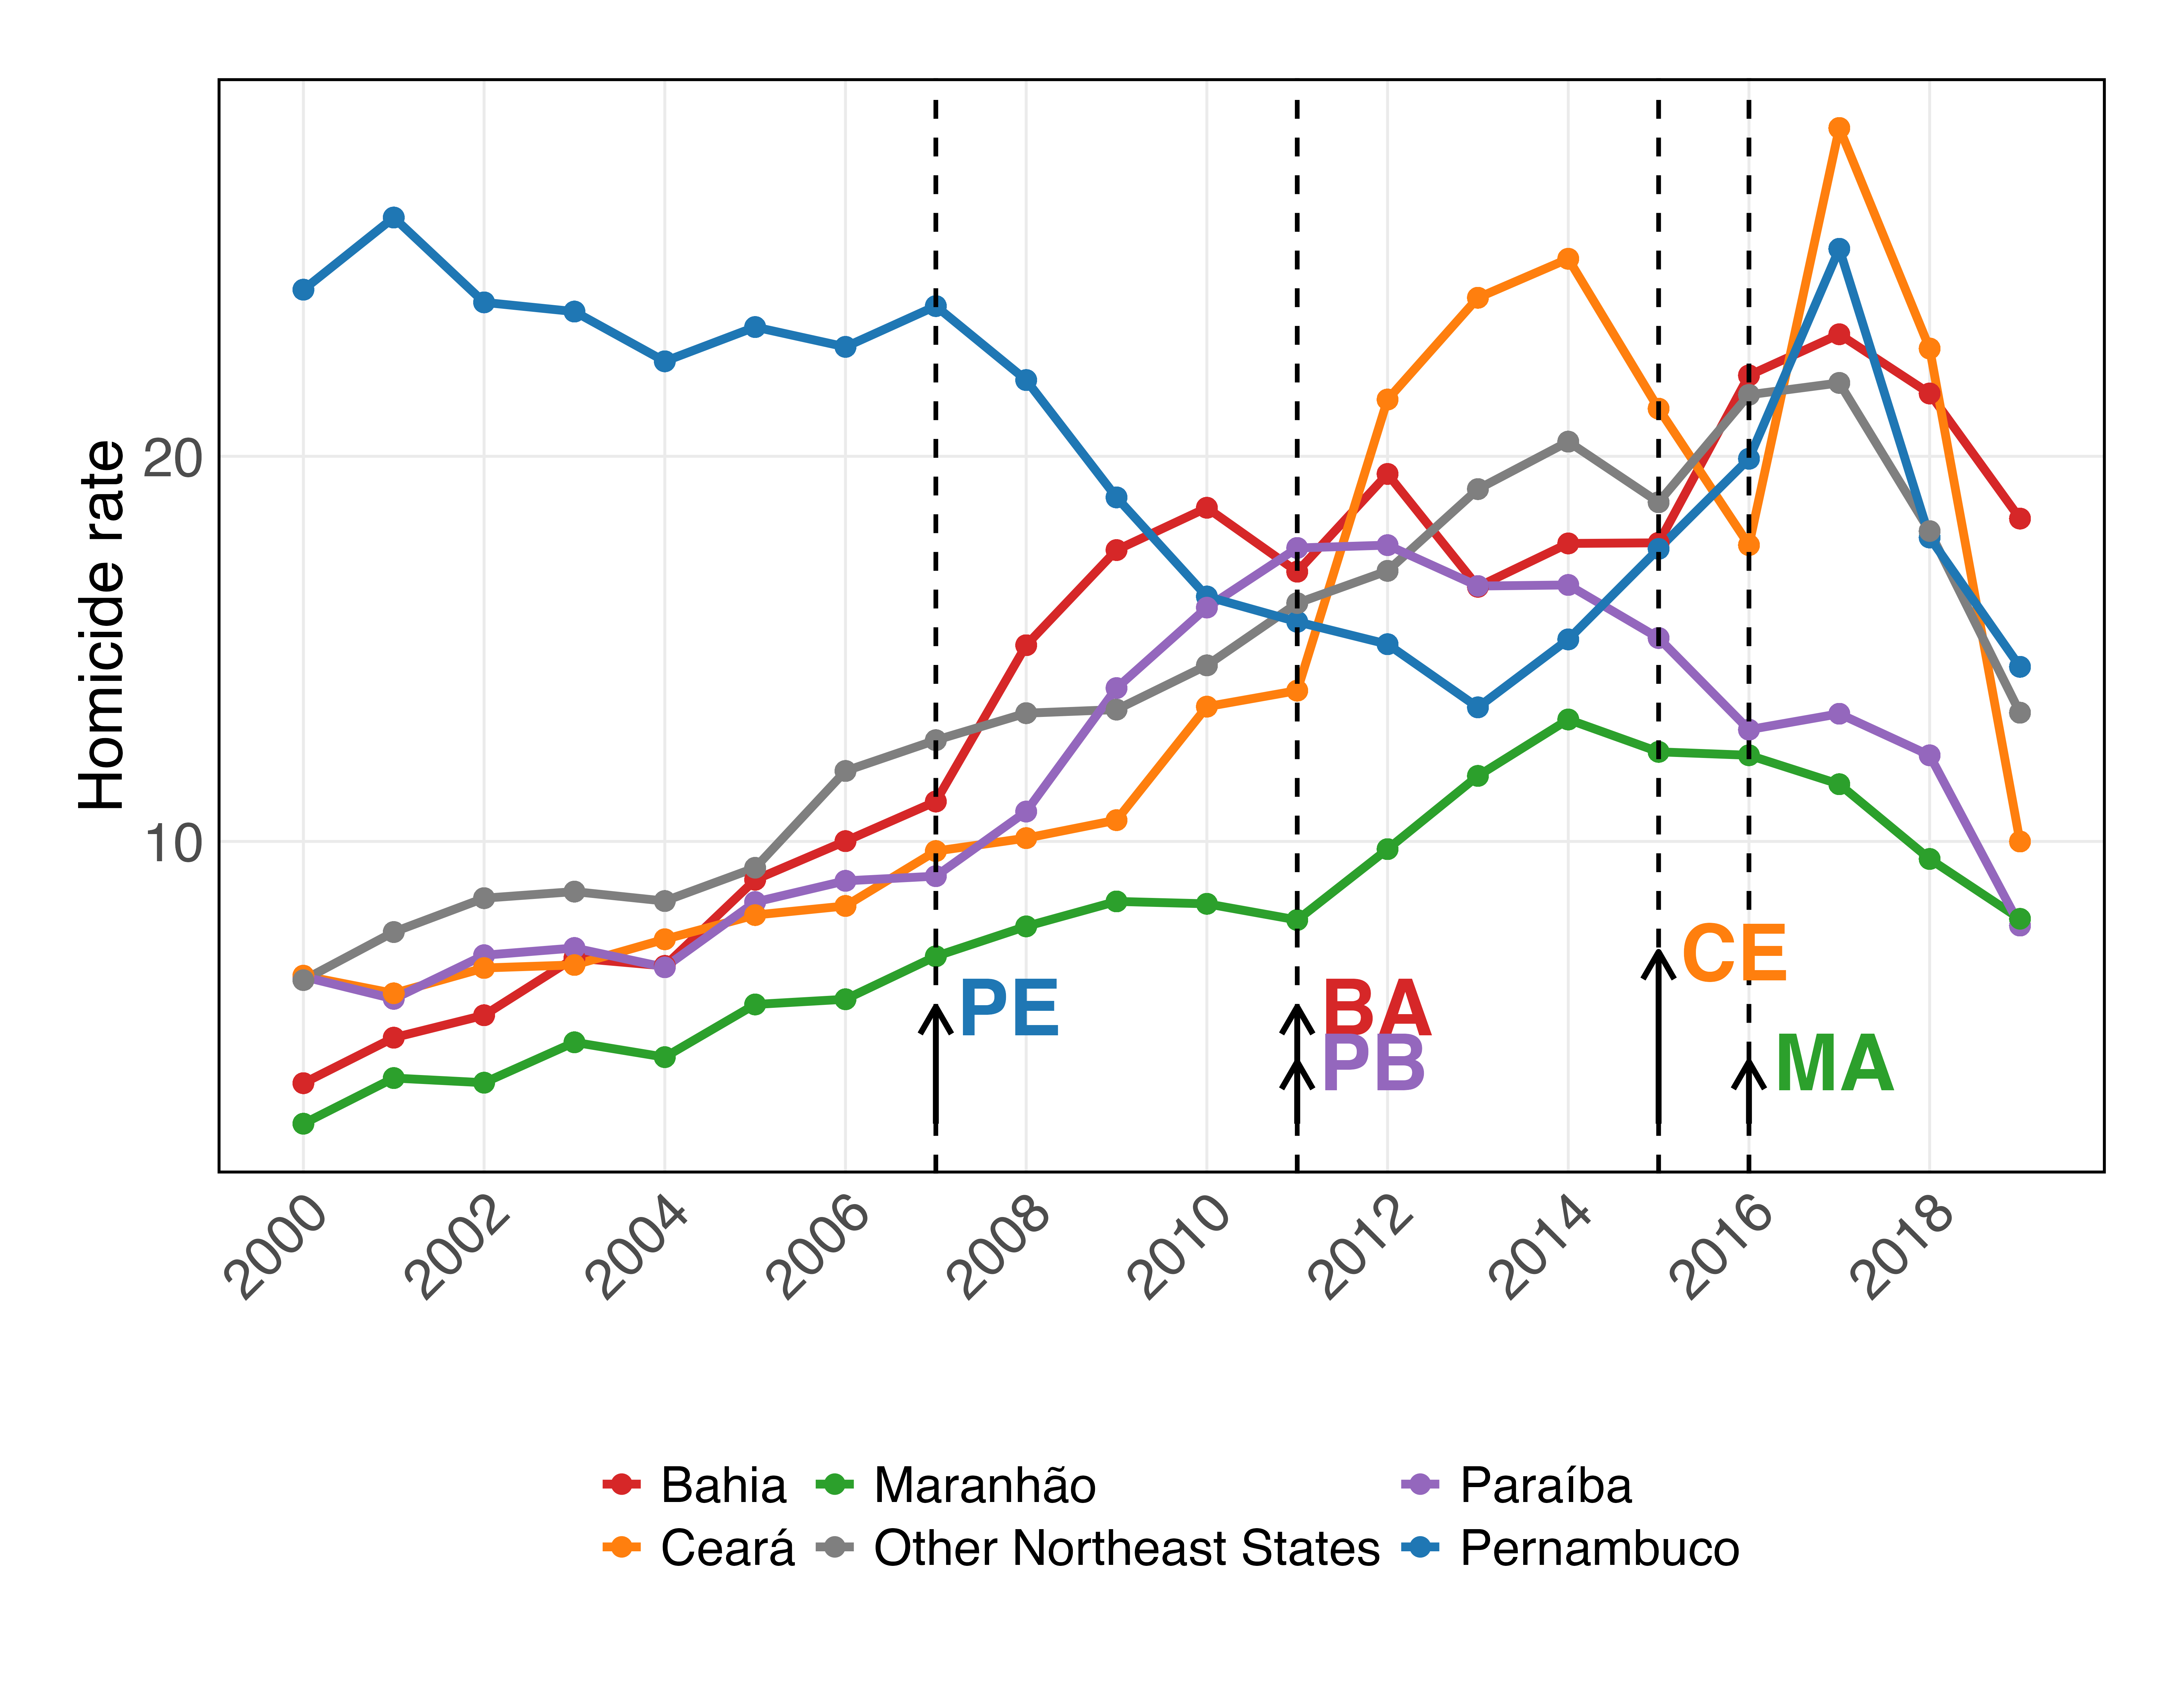 Homicide rate
20
10
PE
BA
PB
CE
MA
2000 2002 2004 2006 2008 2010 2012 2014 2016 2018
Bahia Maranhão Paraíba
Ceará Other Northeast States Pernambuco